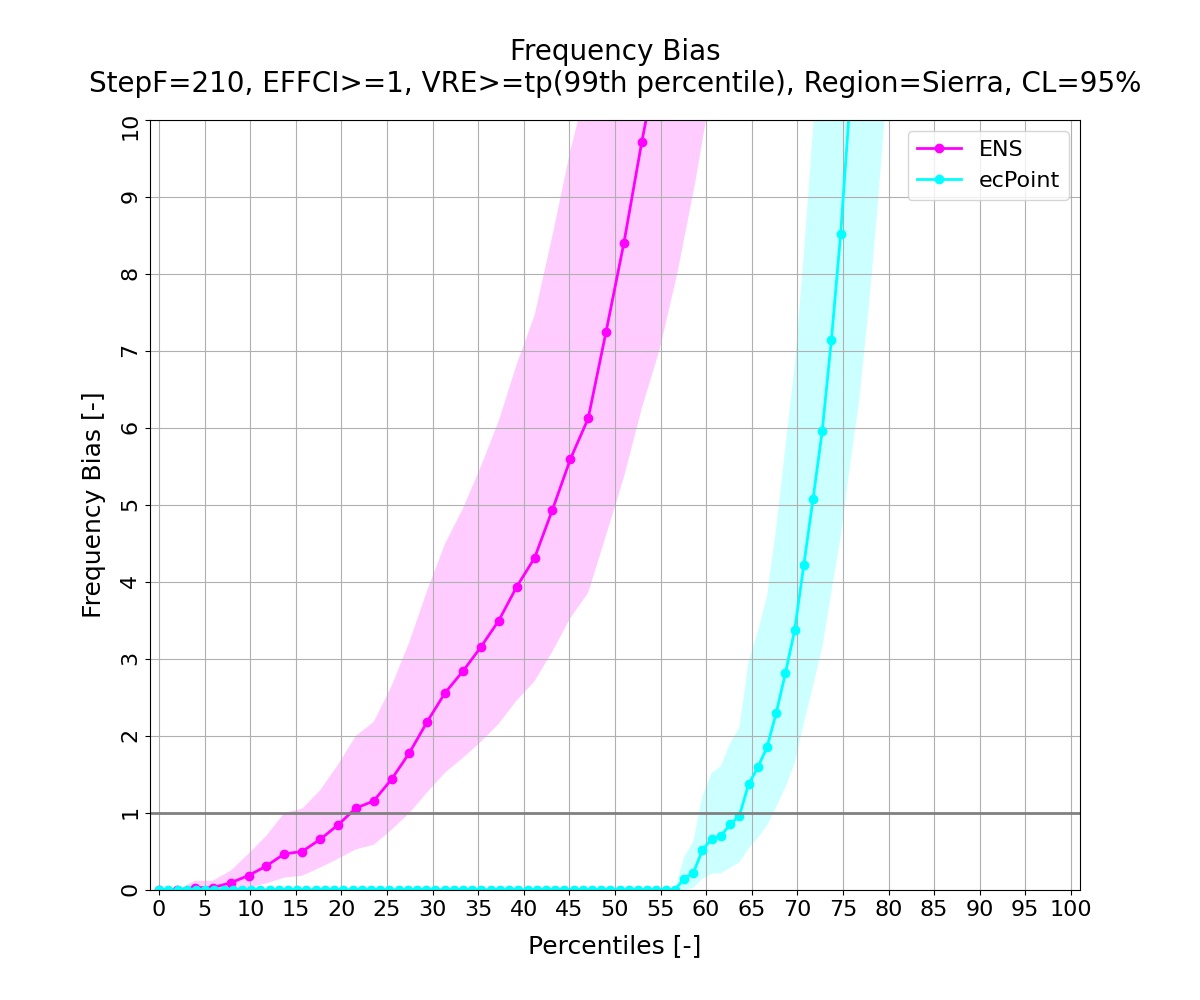 Frequency Bias
StepF=210, EFFCI>=1, VRE>=tp(99th percentile), Region=Sierra, CL=95%
10
9
8
7
6
5
4
3
2
1
0
Frequency Bias [-]
ENS
ecPoint
0 5 10 15 20 25 30 35 40 45 50 55 60 65 70 75 80 85 90 95 100
Percentiles [-]